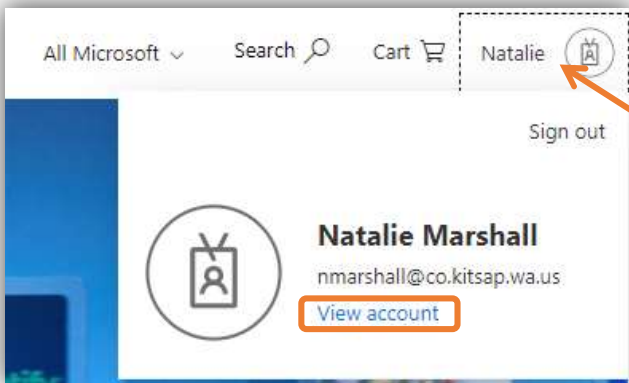 All Microsoft Search Cart Natalie
Sign out
Natalie Marshall
nmarshall@co.kitsap.wa.us
View account